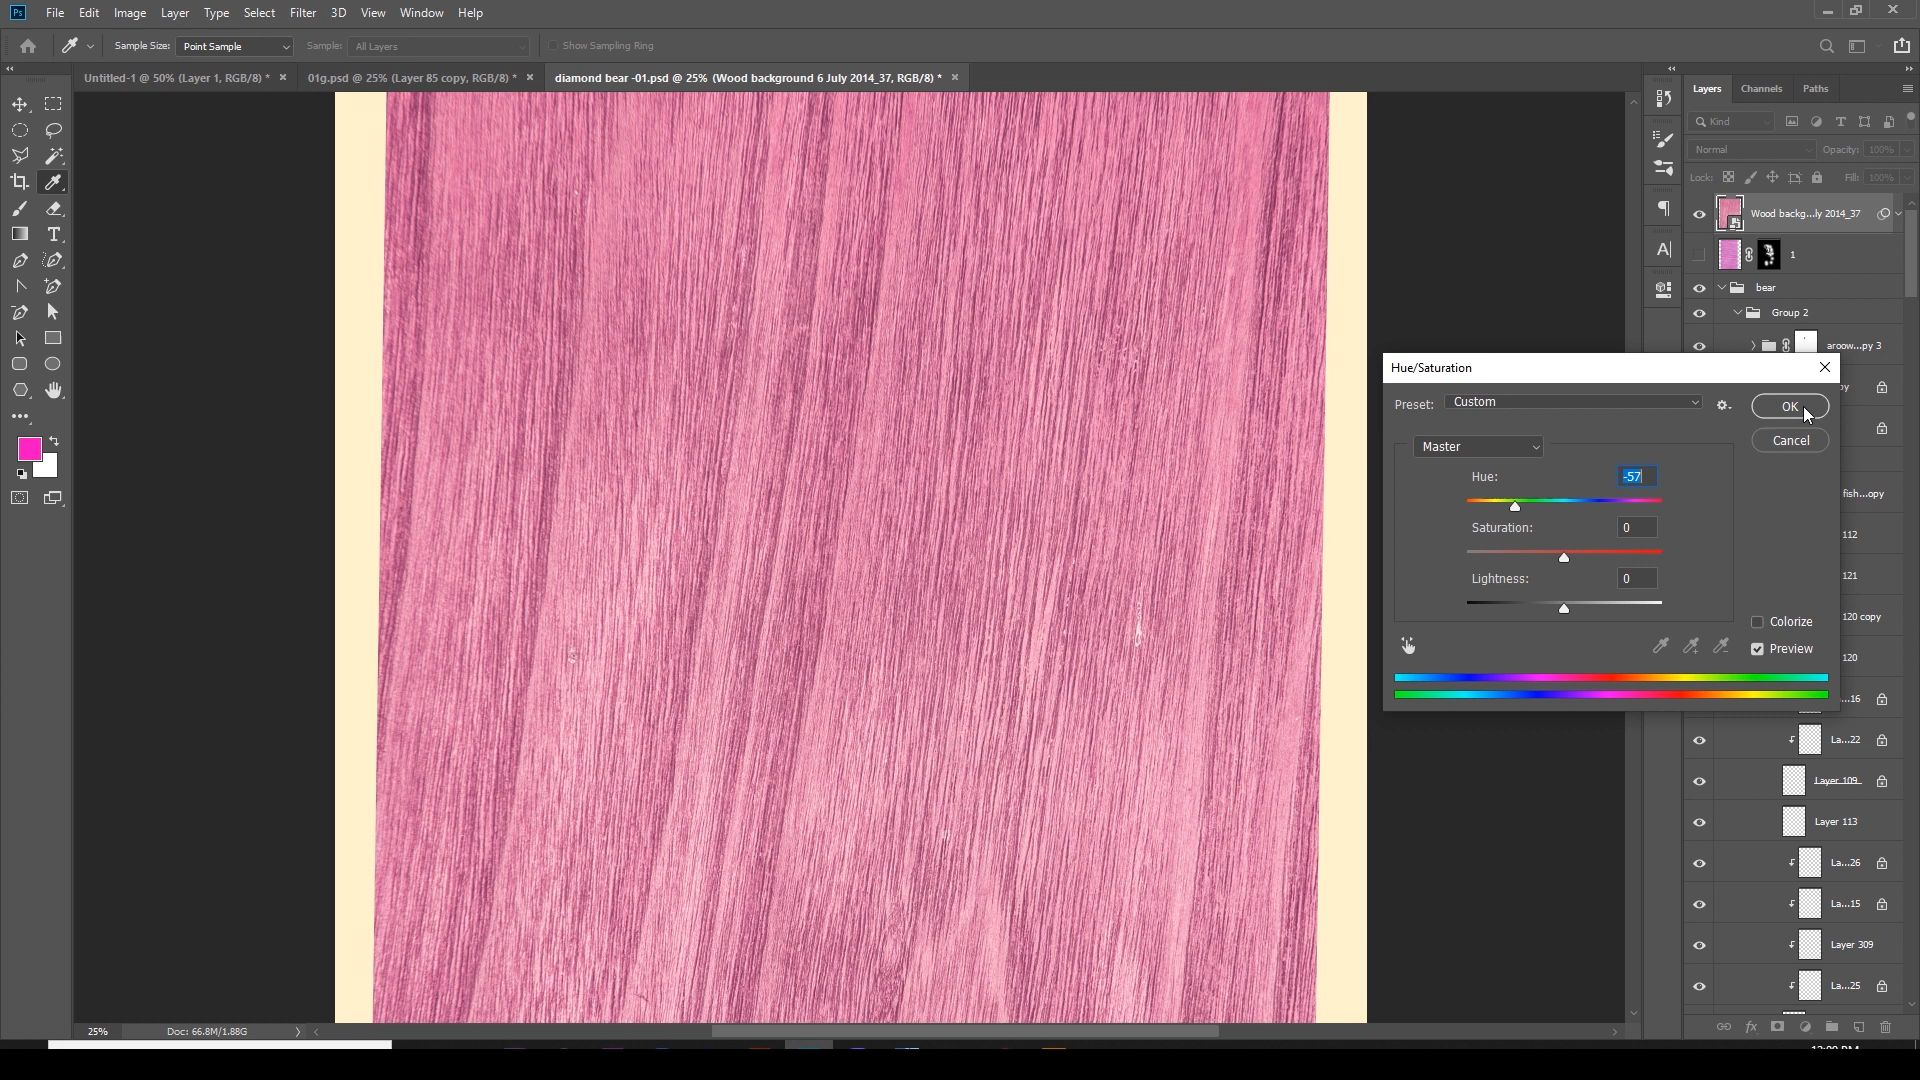 Ps File Edit Image Layer Type Select Filter 3D View Window Help
Sample Size: Point Sample Sample: All Layers Show Sampling Ring
Untitled-1 @ 50% (Layer 1, RGB/8) * × 01g.psd @ 25% (Layer 85 copy, RGB/8) * × diamond bear -01.psd @ 25% (Wood background 6 July 2014_37, RGB/8) * ×
Layers Channels Paths
Kind
Normal Opacity: 100%
Lock: Fill: 100%
Wood backg...ly 2014_37
1
bear
Group 2
aroow...py 3
Hue/Saturation
Preset: Custom OK
Cancel
Master
Hue: -57
Saturation: 0
Lightness: 0
Colorize
Preview
fish...opy
112
121
120 copy
120
...16
La...22
Layer 109
Layer 113
La...26
La...15
Layer 309
La...25
25% Doc: 66.8M/1.88G